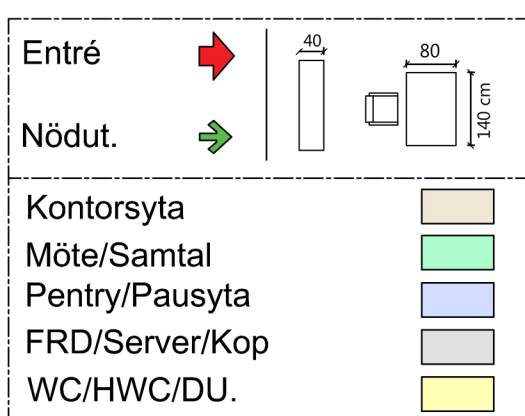 Entré
40
80
140 cm
Nödut.
Kontorsyta
Möte/Samtal
Pentry/Pausyta
FRD/Server/Kop
WC/HWC/DU.